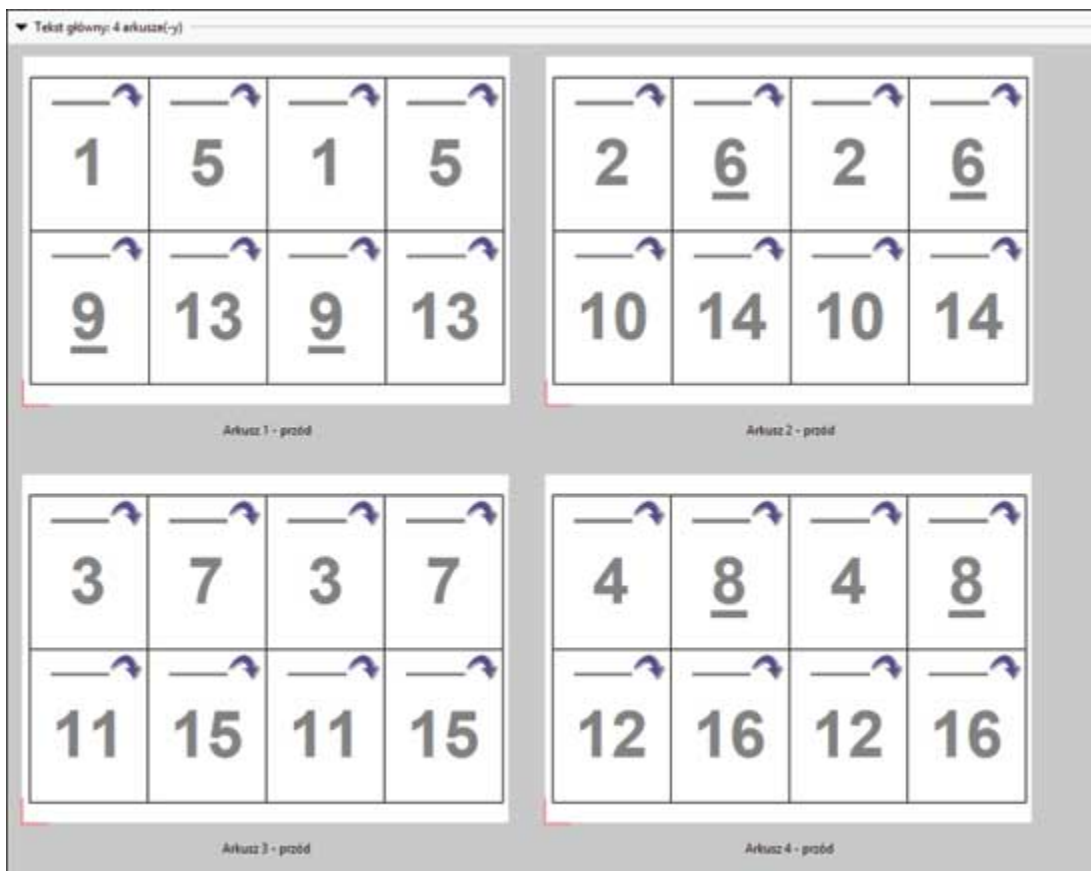 Tekst główny: 4 arkusze(-y)
1 5 1 5
9 13 9 13
Arkusz 1 - przód
2 6 2 6
10 14 10 14
Arkusz 2 - przód
3 7 3 7
11 15 11 15
Arkusz 3 - przód
4 8 4 8
12 16 12 16
Arkusz 4 - przód